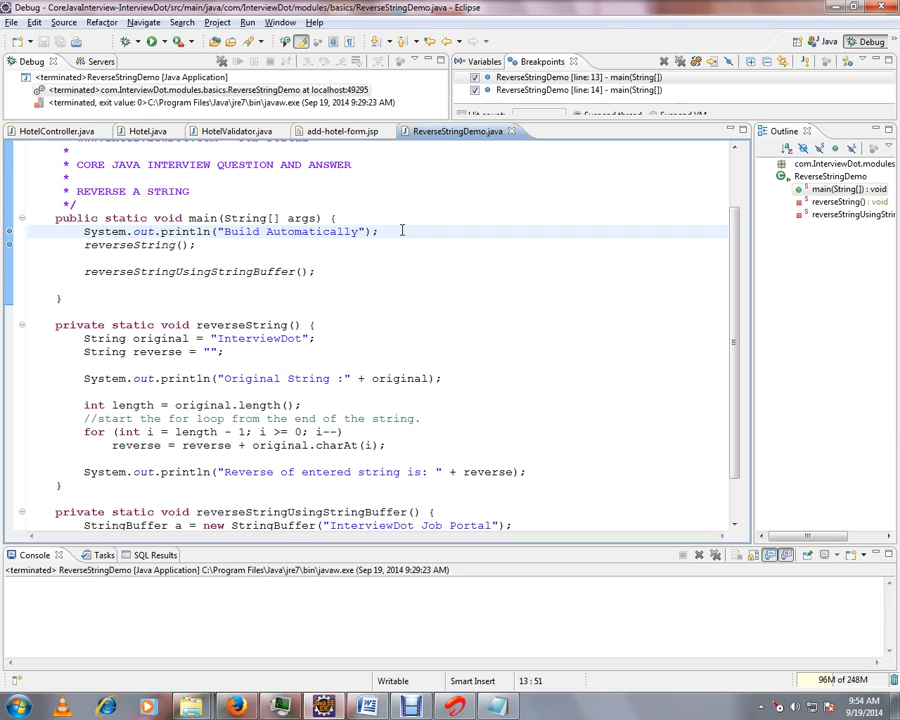 Debug - CoreJavaInterview-InterviewDot/src/main/java/com/InterviewDot/modules/basics/ReverseStringDemo.java - Eclipse
File Edit Source Refactor Navigate Search Project Run Window Help
Java Debug
Debug Servers
Variables Breakpoints
<terminated>ReverseStringDemo [Java Application]
<terminated>com.InterviewDot.modules.basics.ReverseStringDemo at localhost:49295
<terminated, exit value: 0>C:\Program Files\Java\jre7\bin\javaw.exe (Sep 19, 2014 9:29:23 AM)
ReverseStringDemo [line: 13] - main(String[])
ReverseStringDemo [line: 14] - main(String[])
Hit count: Suspend thread Suspend VM
HotelController.java Hotel.java HotelValidator.java add-hotel-form.jsp ReverseStringDemo.java
Outline
com.InterviewDot.modules
ReverseStringDemo
main(String[]) : void
reverseString() : void
reverseStringUsingStrin
*
* CORE JAVA INTERVIEW QUESTION AND ANSWER
*
* REVERSE A STRING
*/
public static void main(String[] args) {
System.out.println("Build Automatically");
reverseString();
reverseStringUsingStringBuffer();
}
private static void reverseString() {
String original = "InterviewDot";
String reverse = "";
System.out.println("Original String :" + original);
int length = original.length();
//start the for loop from the end of the string.
for (int i = length - 1; i >= 0; i--)
reverse = reverse + original.charAt(i);
System.out.println("Reverse of entered string is: " + reverse);
}
private static void reverseStringUsingStringBuffer() {
StringBuffer a = new StringBuffer("InterviewDot Job Portal");
Console Tasks SQL Results
<terminated> ReverseStringDemo [Java Application] C:\Program Files\Java\jre7\bin\javaw.exe (Sep 19, 2014 9:29:23 AM)
Writable Smart Insert 13 : 51 96M of 248M
9:54 AM
9/19/2014